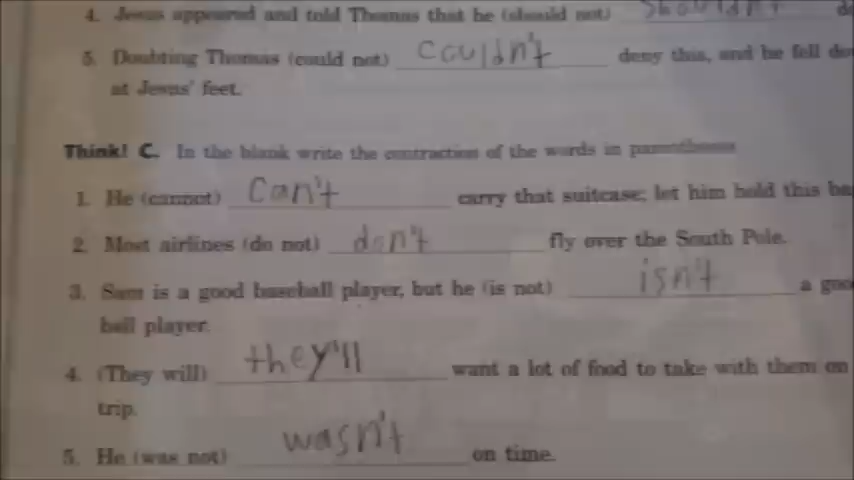 4. Jesus appeared and told Thomas that he (should not) shouldn't
5. Doubting Thomas (could not) couldn't deny this, and he fell
at Jesus' feet.
Think! C. In the blank write the contraction of the words in parentheses
1. He (cannot) can't carry that suitcase; let him hold this
2. Most airlines (do not) don't fly over the South Pole.
3. Sam is a good baseball player, but he (is not) isn't a
ball player.
4. (They will) they'll want a lot of food to take with them on
trip.
5. He (was not) wasn't on time.